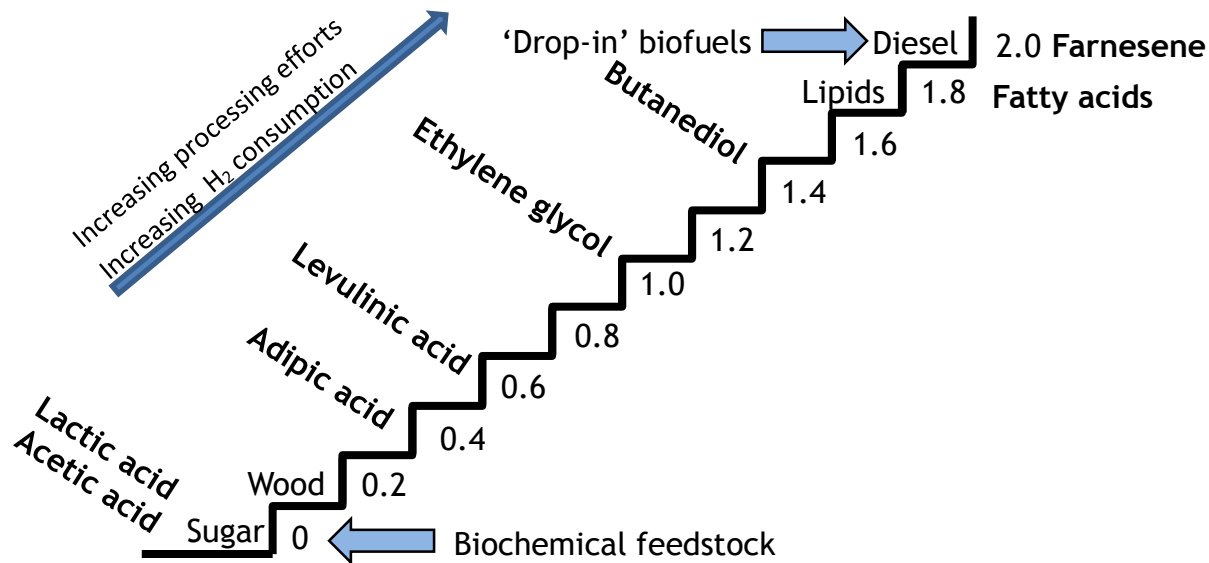 Increasing processing efforts
Increasing H₂ consumption
‘Drop-in’ biofuels
Diesel
2.0 Farnesene
Lipids
1.8
Fatty acids
Butanediol
1.6
1.4
Ethylene glycol
1.2
1.0
Levulinic acid
0.8
0.6
Adipic acid
0.4
Lactic acid
Acetic acid
Wood
0.2
Sugar
0
Biochemical feedstock